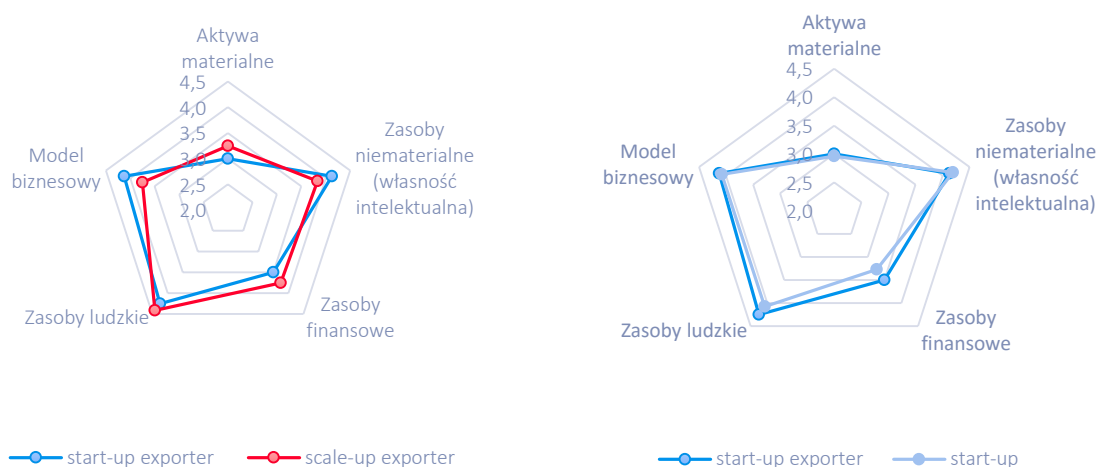 Aktywa
materialne
4,5
4,0
3,5
3,0
2,5
2,0
Zasoby
niematerialne
(własność
intelektualna)
Zasoby
finansowe
Zasoby ludzkie
Model
biznesowy
start-up exporter
scale-up exporter
Aktywa
materialne
4,5
4,0
3,5
3,0
2,5
2,0
Zasoby
niematerialne
(własność
intelektualna)
Zasoby
finansowe
Zasoby ludzkie
Model
biznesowy
start-up exporter
start-up